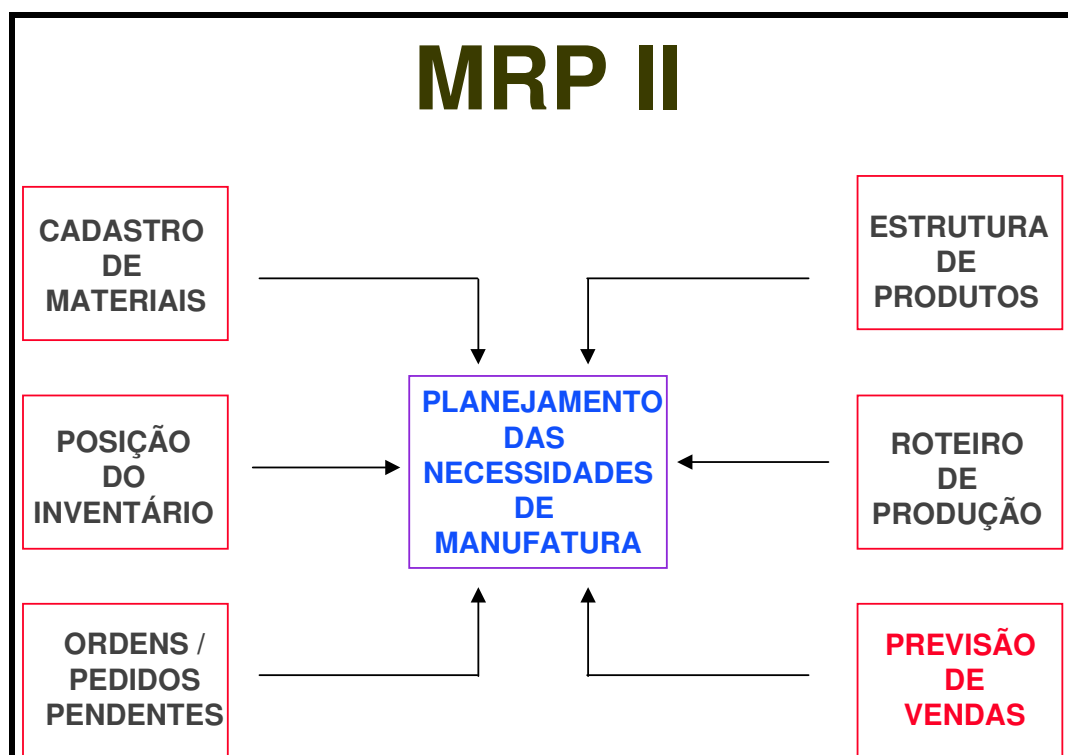 MRP II
CADASTRO
DE
MATERIAIS
ESTRUTURA
DE
PRODUTOS
PLANEJAMENTO
DAS
NECESSIDADES
DE
MANUFATURA
POSIÇÃO
DO
INVENTÁRIO
ROTEIRO
DE
PRODUÇÃO
ORDENS /
PEDIDOS
PENDENTES
PREVISÃO
DE
VENDAS